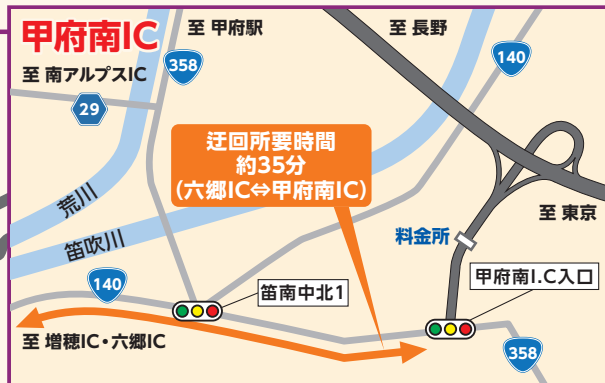 甲府南IC
至 甲府駅
至 長野
358
140
至 南アルプスIC
29
迂回所要時間
約35分
(六郷IC⇔甲府南IC)
荒川
笛吹川
至 東京
料金所
甲府南I.C入口
140
笛南中北1
至 増穂IC・六郷IC
358